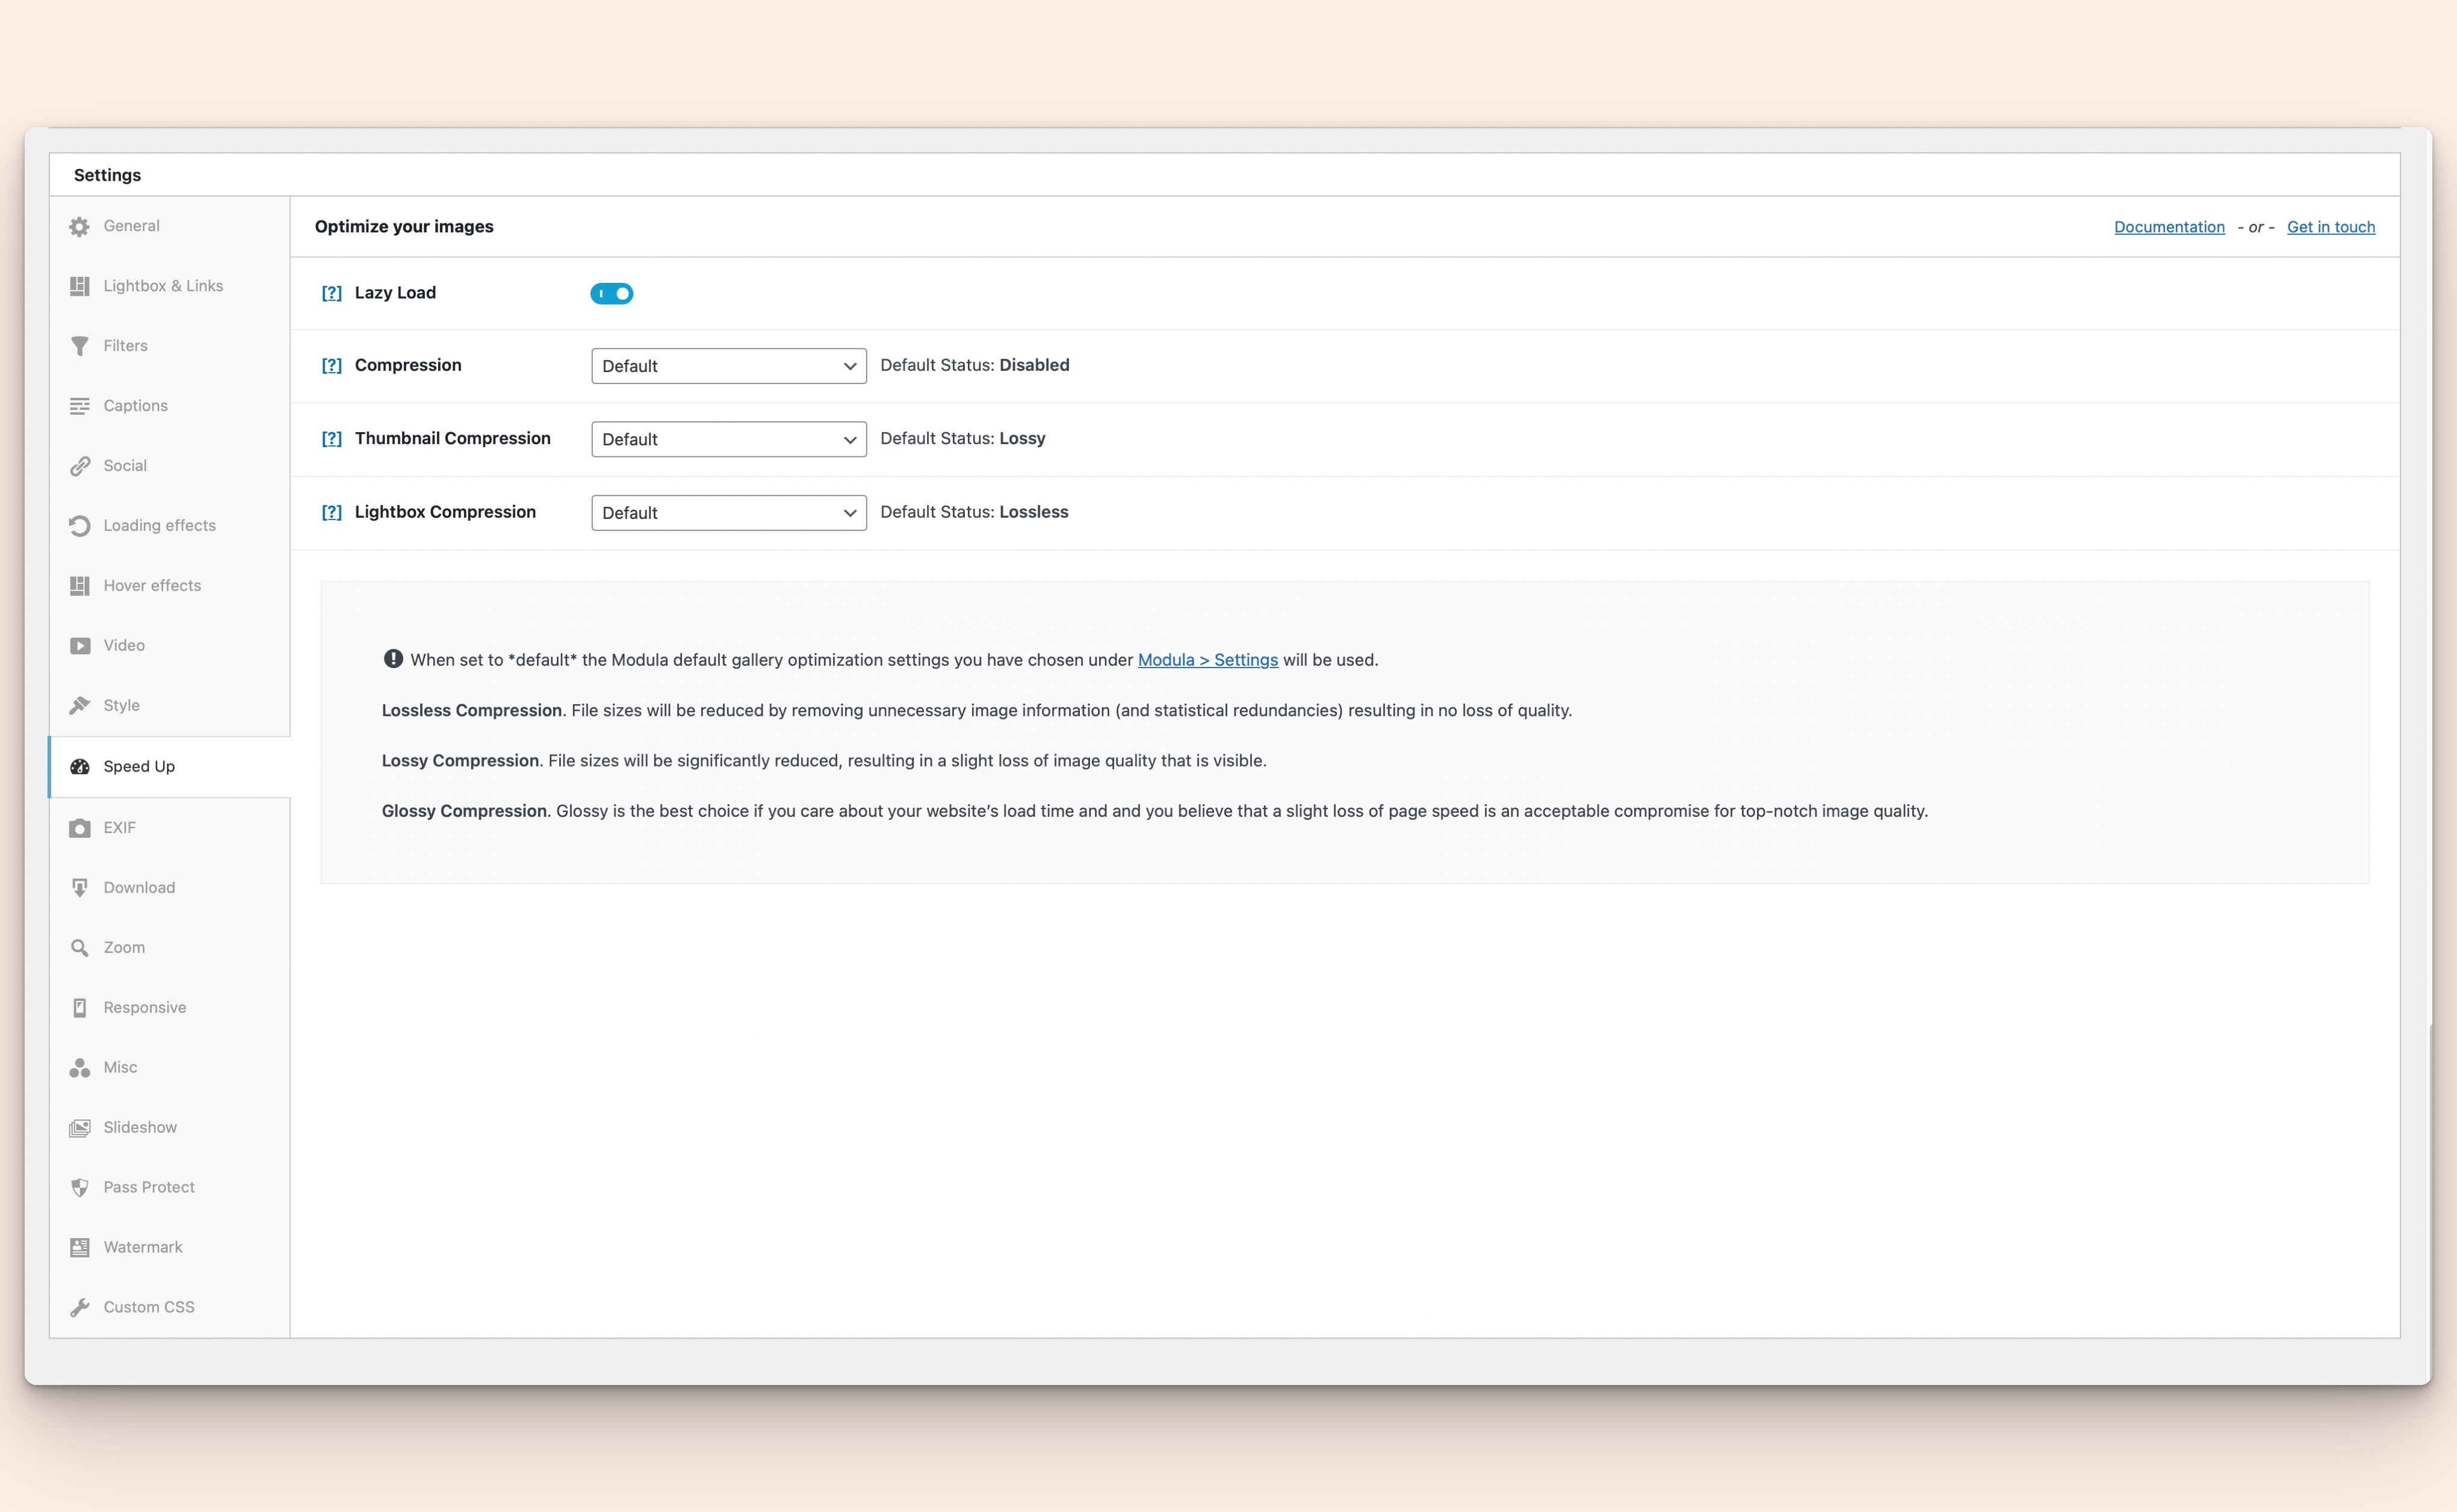 Settings
General
Lightbox & Links
Filters
Captions
Social
Loading effects
Hover effects
Video
Style
Speed Up
EXIF
Download
Zoom
Responsive
Misc
Slideshow
Pass Protect
Watermark
Custom CSS
Optimize your images
Documentation - or - Get in touch
[?] Lazy Load
[?] Compression Default Default Status: Disabled
[?] Thumbnail Compression Default Default Status: Lossy
[?] Lightbox Compression Default Default Status: Lossless
When set to *default* the Modula default gallery optimization settings you have chosen under Modula > Settings will be used.
Lossless Compression. File sizes will be reduced by removing unnecessary image information (and statistical redundancies) resulting in no loss of quality.
Lossy Compression. File sizes will be significantly reduced, resulting in a slight loss of image quality that is visible.
Glossy Compression. Glossy is the best choice if you care about your website’s load time and and you believe that a slight loss of page speed is an acceptable compromise for top-notch image quality.